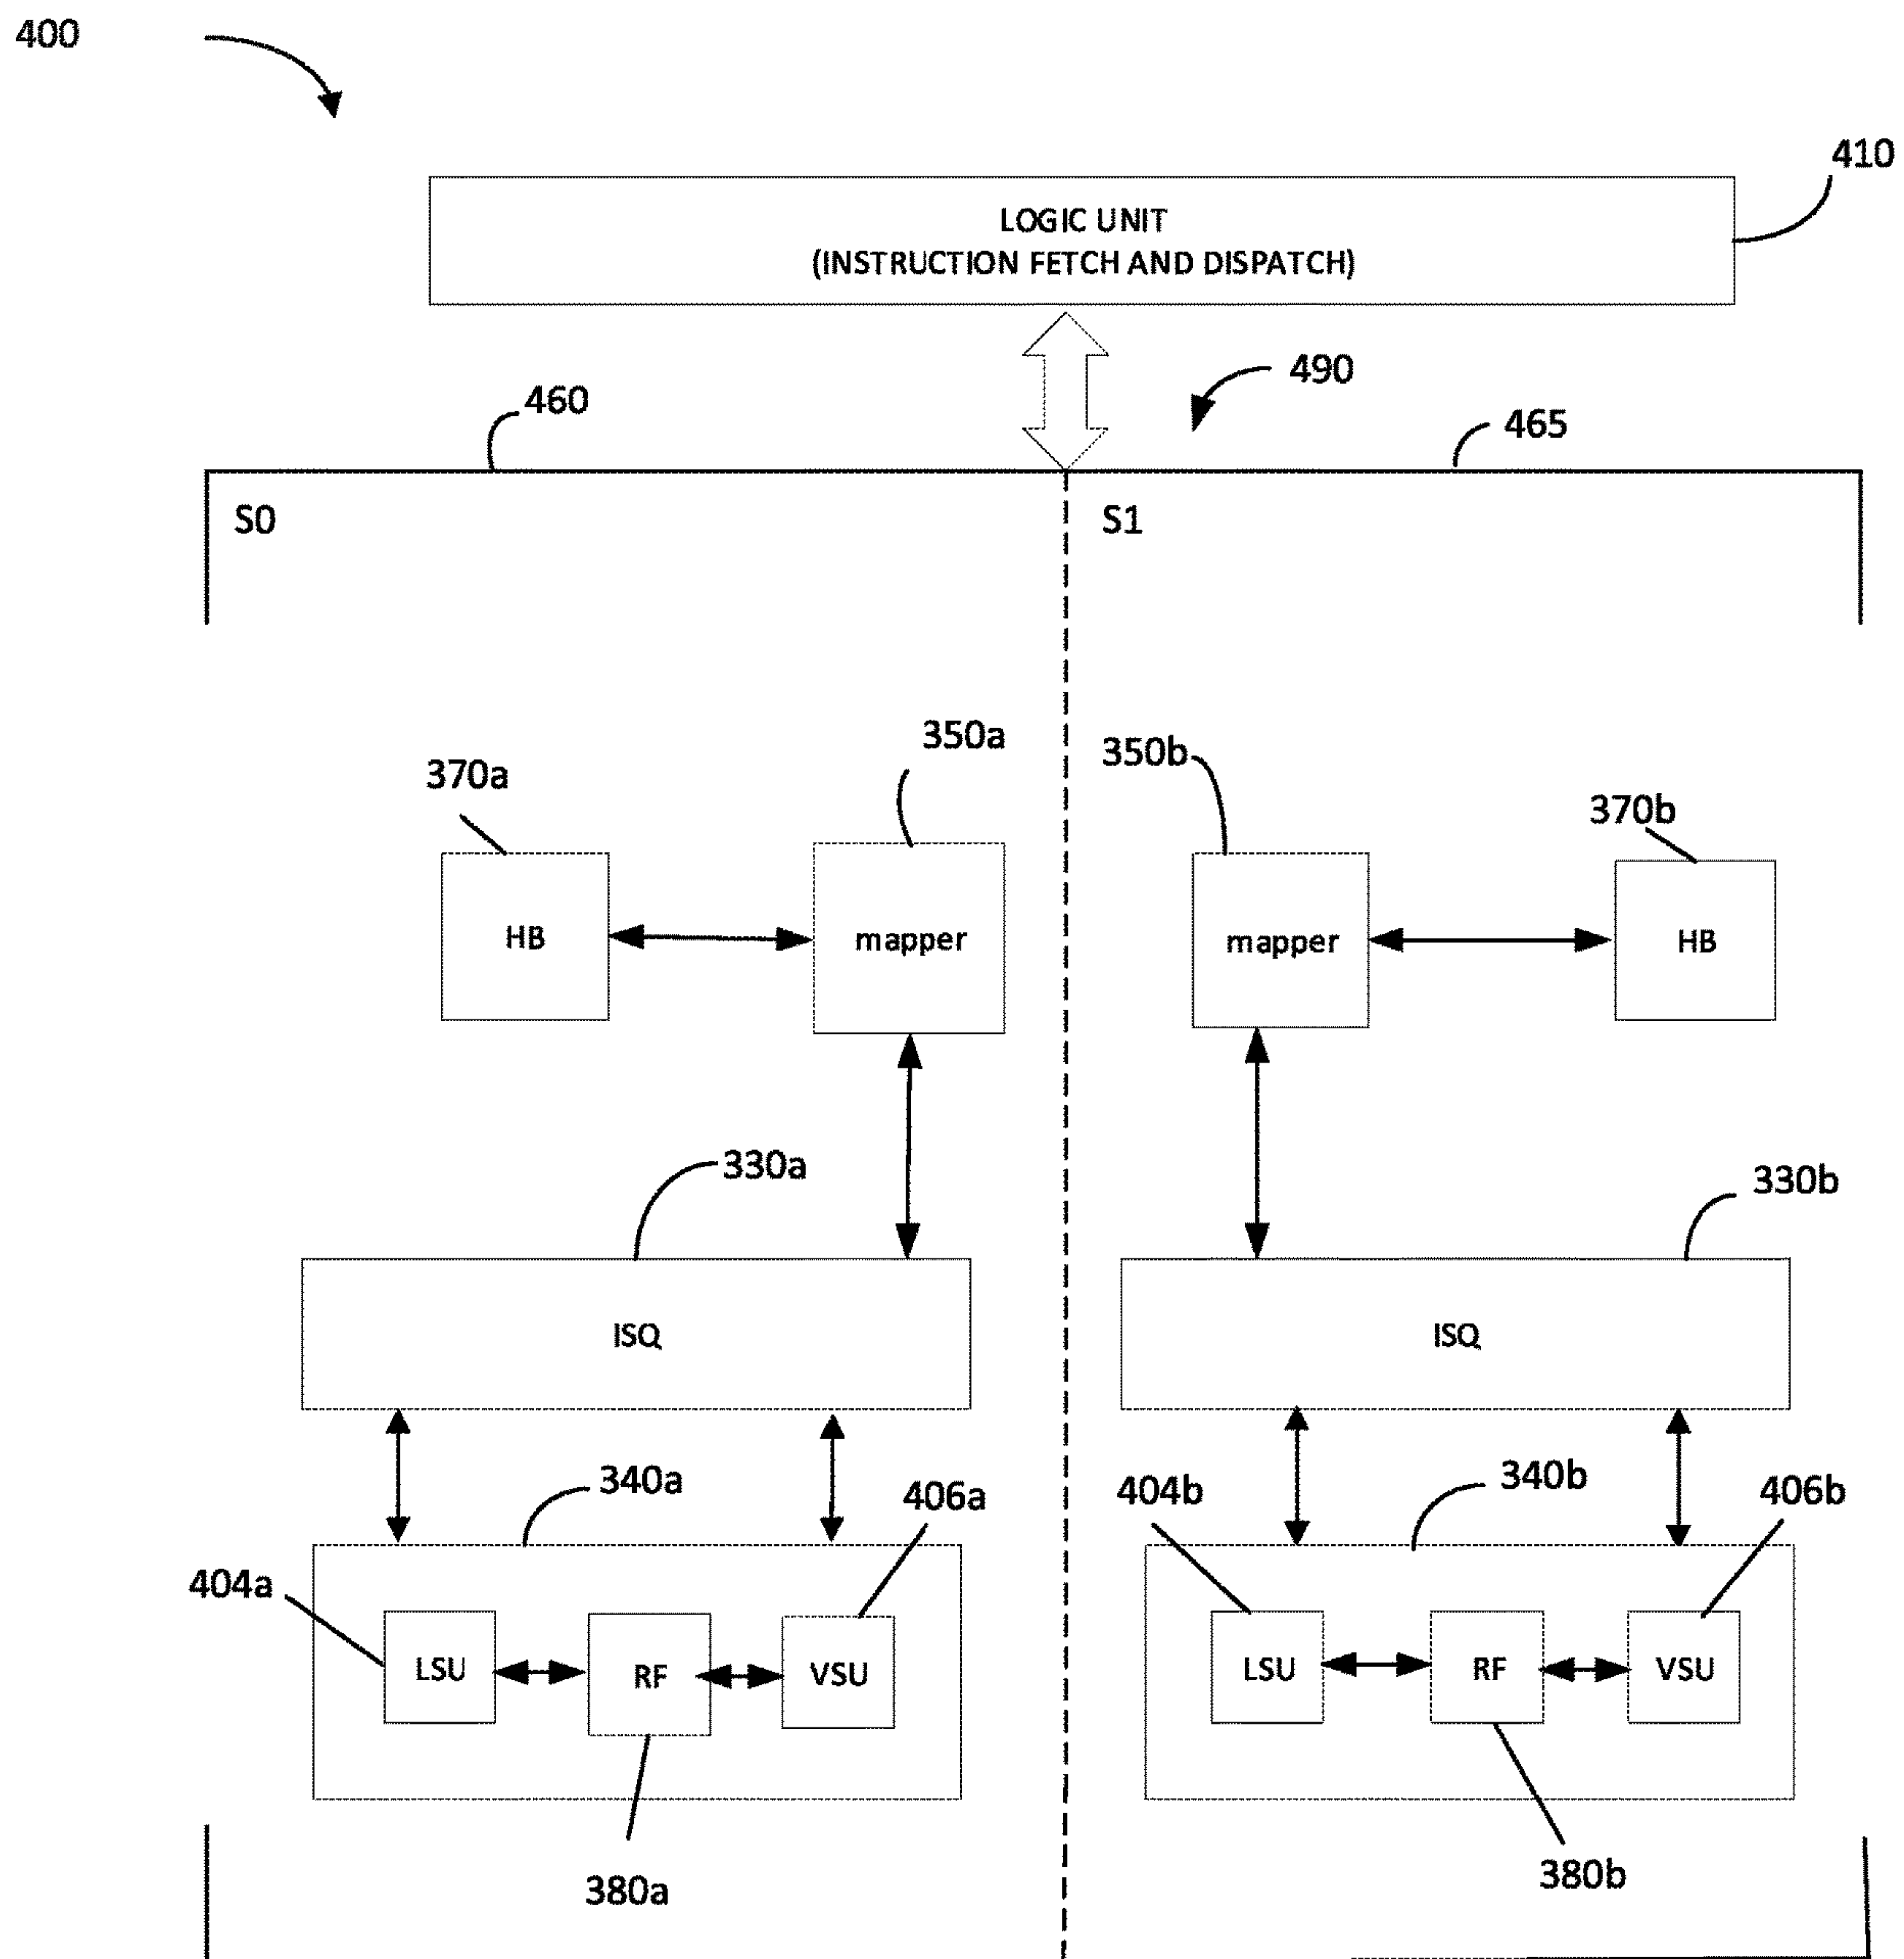 400
410
LOGIC UNIT
(INSTRUCTION FETCH AND DISPATCH)
490
460
465
S0
S1
350a
350b
370a
370b
HB
mapper
mapper
HB
330a
330b
ISQ
ISQ
340a
340b
406a
404b
406b
404a
LSU
RF
VSU
LSU
RF
VSU
380a
380b